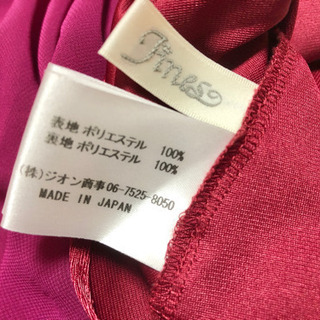 Fines
表地 ポリエステル 100%
裏地 ポリエステル 100%
(株)ジオン商事06-7525-8050
MADE IN JAPAN